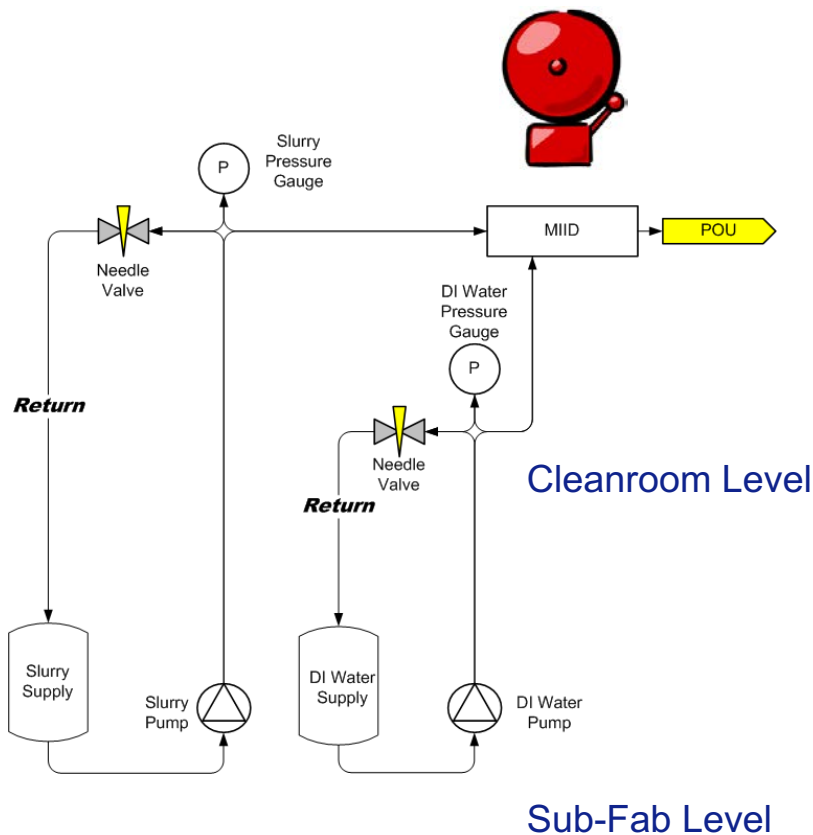 Slurry
Pressure
Gauge
P
MIID
POU
Needle
Valve
DI Water
Pressure
Gauge
P
Return
Needle
Valve
Cleanroom Level
Return
Slurry
Supply
Slurry
Pump
DI Water
Supply
DI Water
Pump
Sub-Fab Level